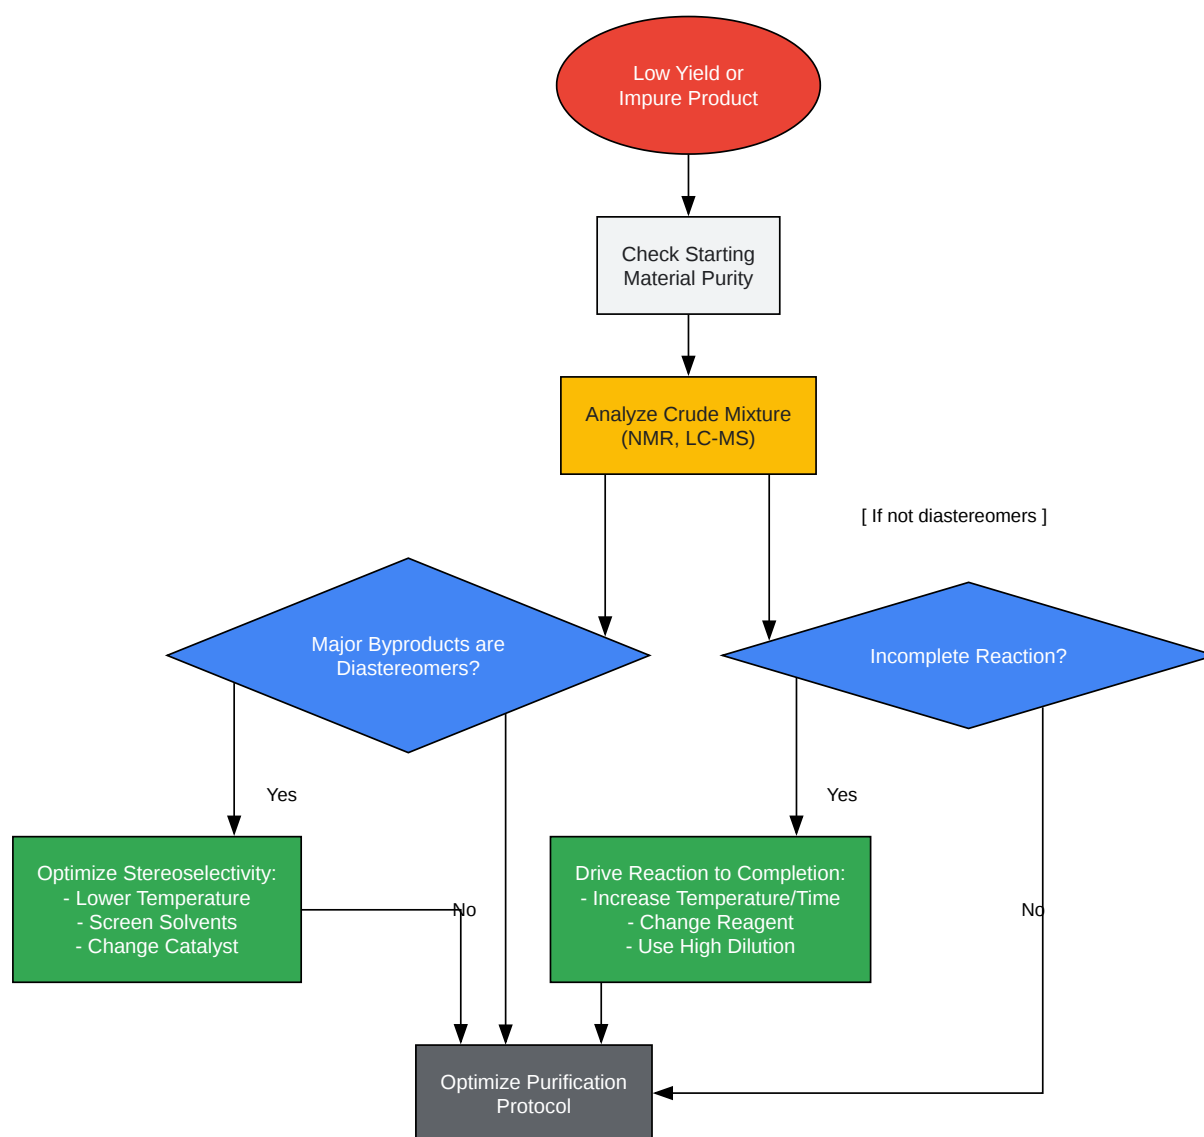 Low Yield or
Impure Product
Check Starting
Material Purity
Analyze Crude Mixture
(NMR, LC-MS)
[ If not diastereomers ]
Major Byproducts are
Diastereomers?
Incomplete Reaction?
Yes
Yes
Optimize Stereoselectivity:
- Lower Temperature
- Screen Solvents
- Change Catalyst
No
Drive Reaction to Completion:
- Increase Temperature/Time
- Change Reagent
- Use High Dilution
No
Optimize Purification
Protocol